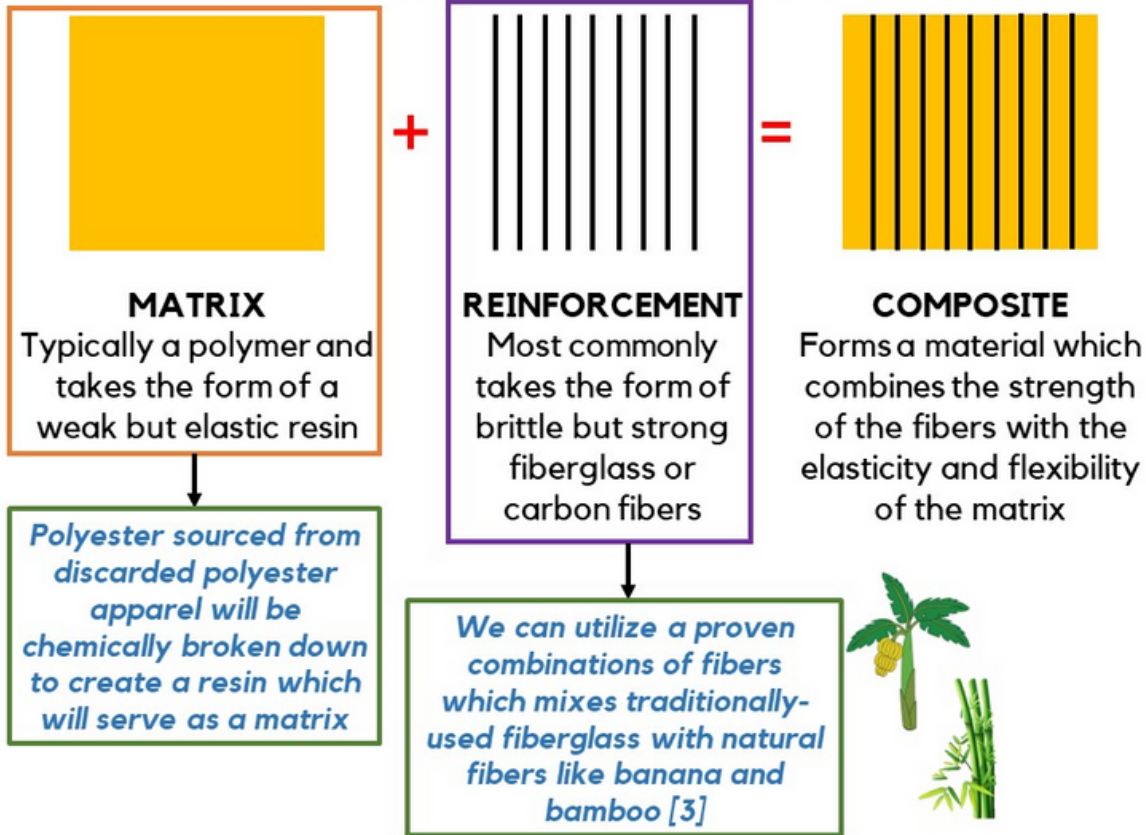 +
=
MATRIX
Typically a polymer and
takes the form of a
weak but elastic resin
REINFORCEMENT
Most commonly
takes the form of
brittle but strong
fiberglass or
carbon fibers
COMPOSITE
Forms a material which
combines the strength
of the fibers with the
elasticity and flexibility
of the matrix
Polyester sourced from
discarded polyester
apparel will be
chemically broken down
to create a resin which
will serve as a matrix
We can utilize a proven
combinations of fibers
which mixes traditionally-
used fiberglass with natural
fibers like banana and
bamboo [3]